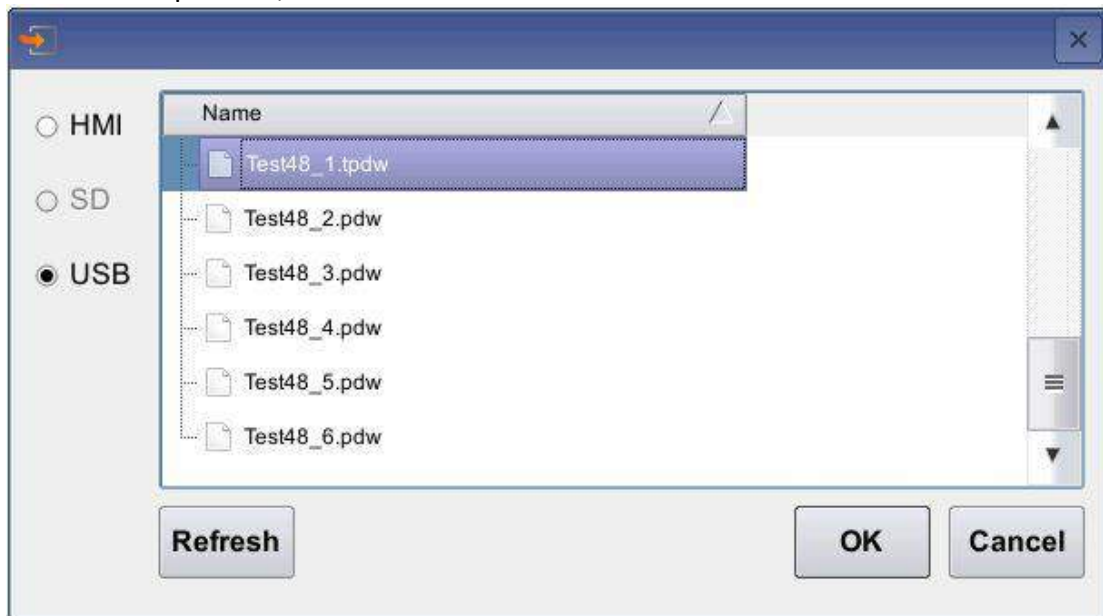 Name
HMI
Test48_1.tpdw
SD
Test48_2.pdw
USB
Test48_3.pdw
Test48_4.pdw
Test48_5.pdw
Test48_6.pdw
Refresh
OK
Cancel